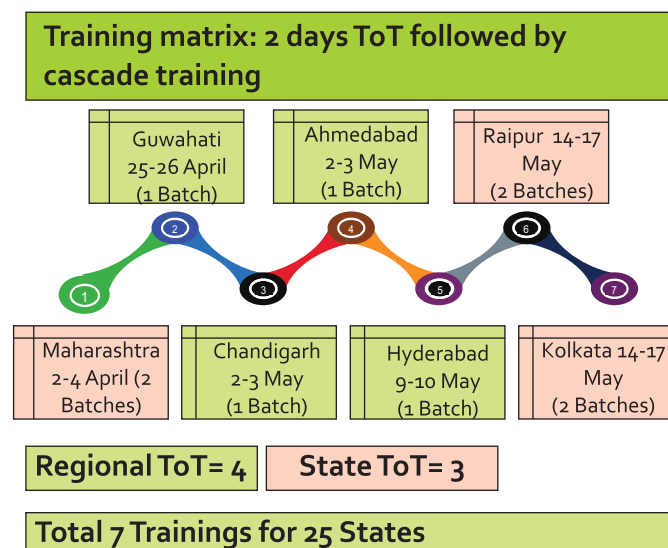 Training matrix: 2 days ToT followed by
cascade training
Guwahati
25-26 April
(1 Batch)
Ahmedabad
2-3 May
(1 Batch)
Raipur 14-17
May
(2 Batches)
1
2
3
4
5
6
7
Maharashtra
2-4 April (2
Batches)
Chandigarh
2-3 May
(1 Batch)
Hyderabad
9-10 May
(1 Batch)
Kolkata 14-17
May
(2 Batches)
Regional ToT= 4
State ToT= 3
Total 7 Trainings for 25 States